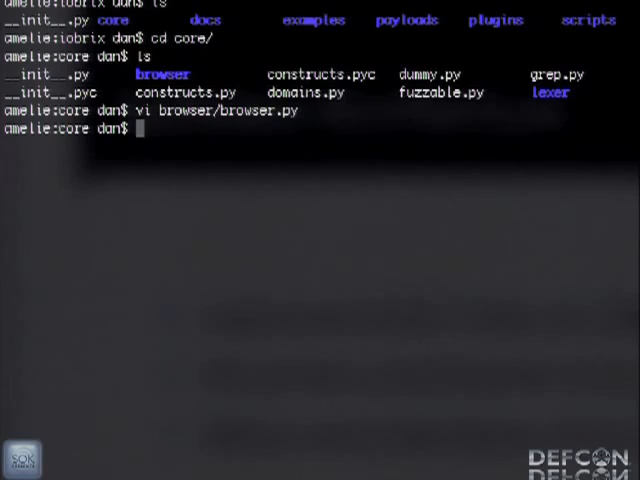 amelie:iobrix dan$ ls
__init__.py core docs examples payloads plugins scripts
amelie:iobrix dan$ cd core/
amelie:core dan$ ls
__init__.py browser constructs.pyc dummy.py grep.py
__init__.pyc constructs.py domains.py fuzzable.py lexer
amelie:core dan$ vi browser/browser.py
amelie:core dan$
SOK
DEFCON